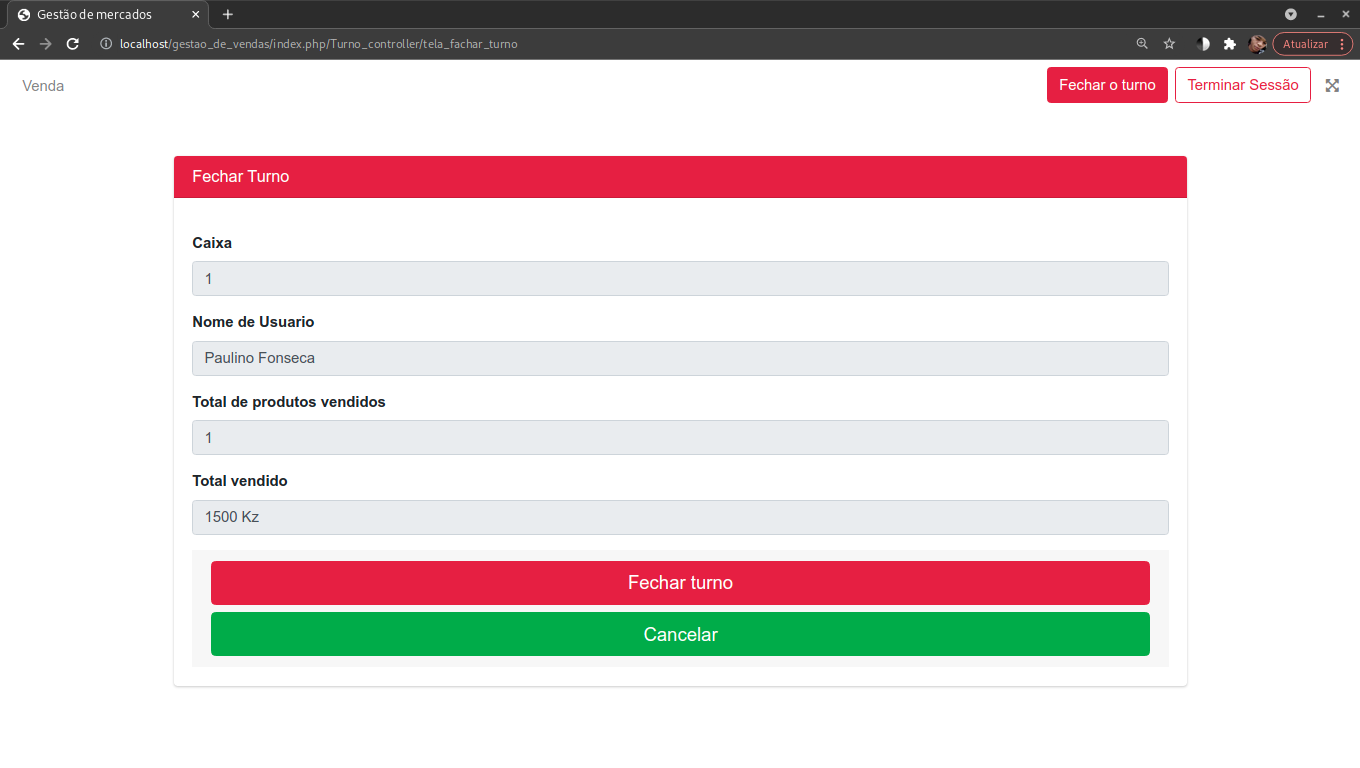 Gestão de mercados
localhost/gestao_de_vendas/index.php/Turno_controller/tela_fachar_turno
Atualizar
Venda
Fechar o turno
Terminar Sessão
Fechar Turno
Caixa
1
Nome de Usuario
Paulino Fonseca
Total de produtos vendidos
1
Total vendido
1500 Kz
Fechar turno
Cancelar